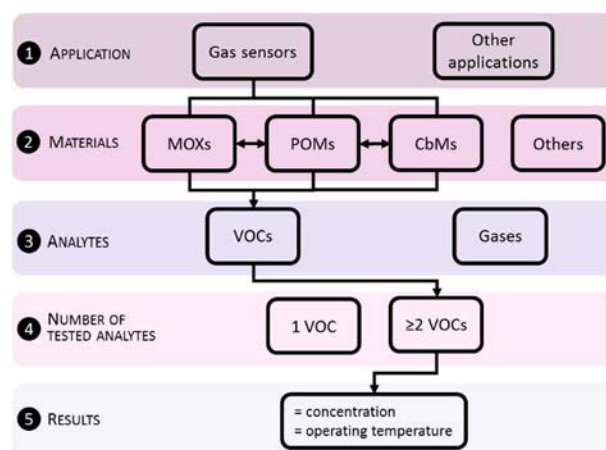 1 APPLICATION
Gas sensors
Other
applications
2 MATERIALS
MOXs
POMs
CbMs
Others
3 ANALYTES
VOCs
Gases
4 NUMBER OF
TESTED ANALYTES
1 VOC
≥2 VOCs
5 RESULTS
= concentration
= operating temperature